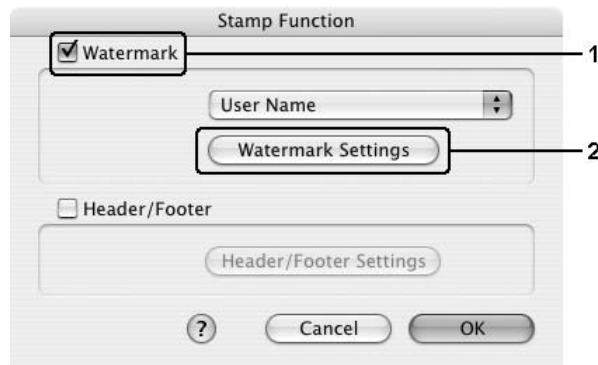 Stamp Function
Watermark
1
User Name
Watermark Settings
2
Header/Footer
Header/Footer Settings
? Cancel OK